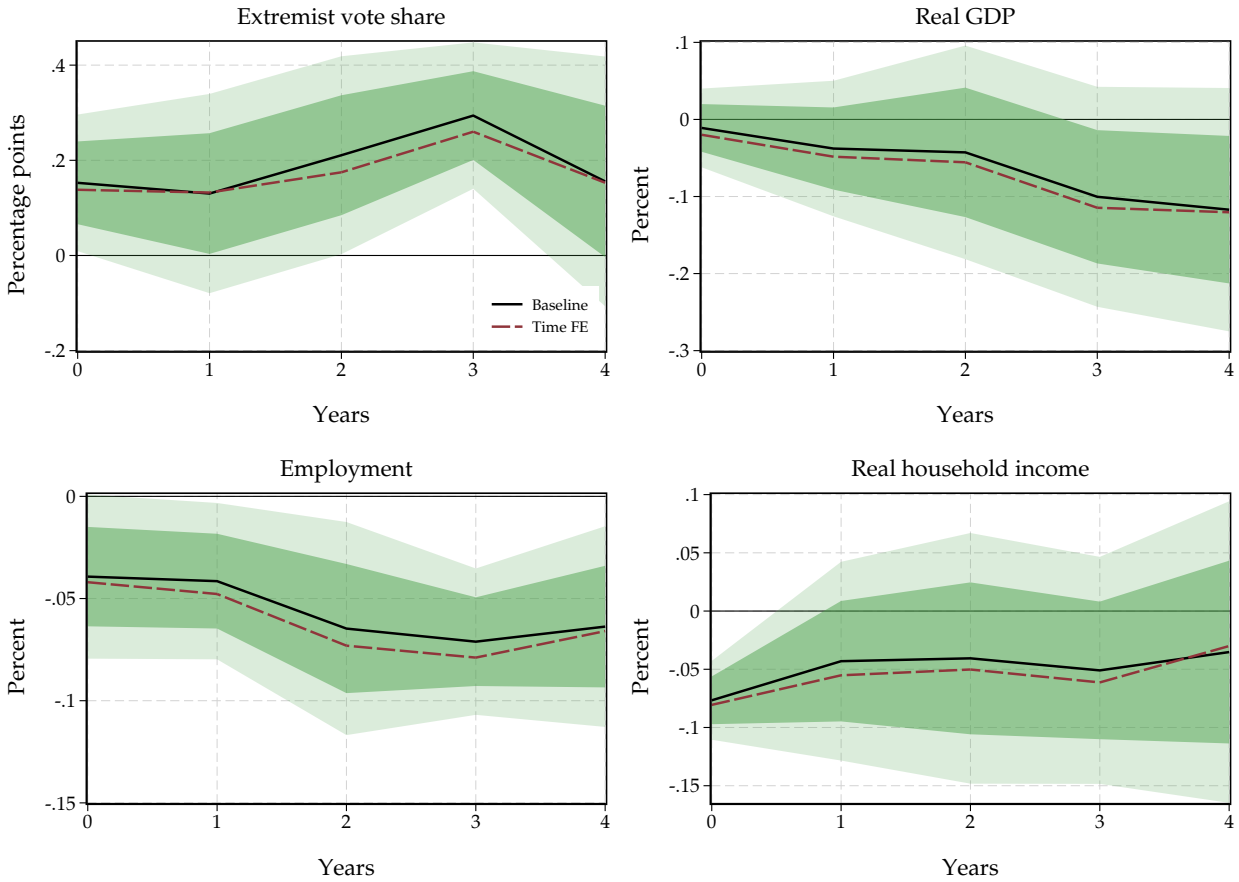 Extremist vote share
Percentage points
.4
.2
0
-.2
0 1 2 3 4
Years
Baseline
Time FE
Real GDP
Percent
.1
0
-.1
-.2
-.3
0 1 2 3 4
Years
Employment
Percent
0
-.05
-.1
-.15
0 1 2 3 4
Years
Real household income
Percent
.1
.05
0
-.05
-.1
-.15
0 1 2 3 4
Years